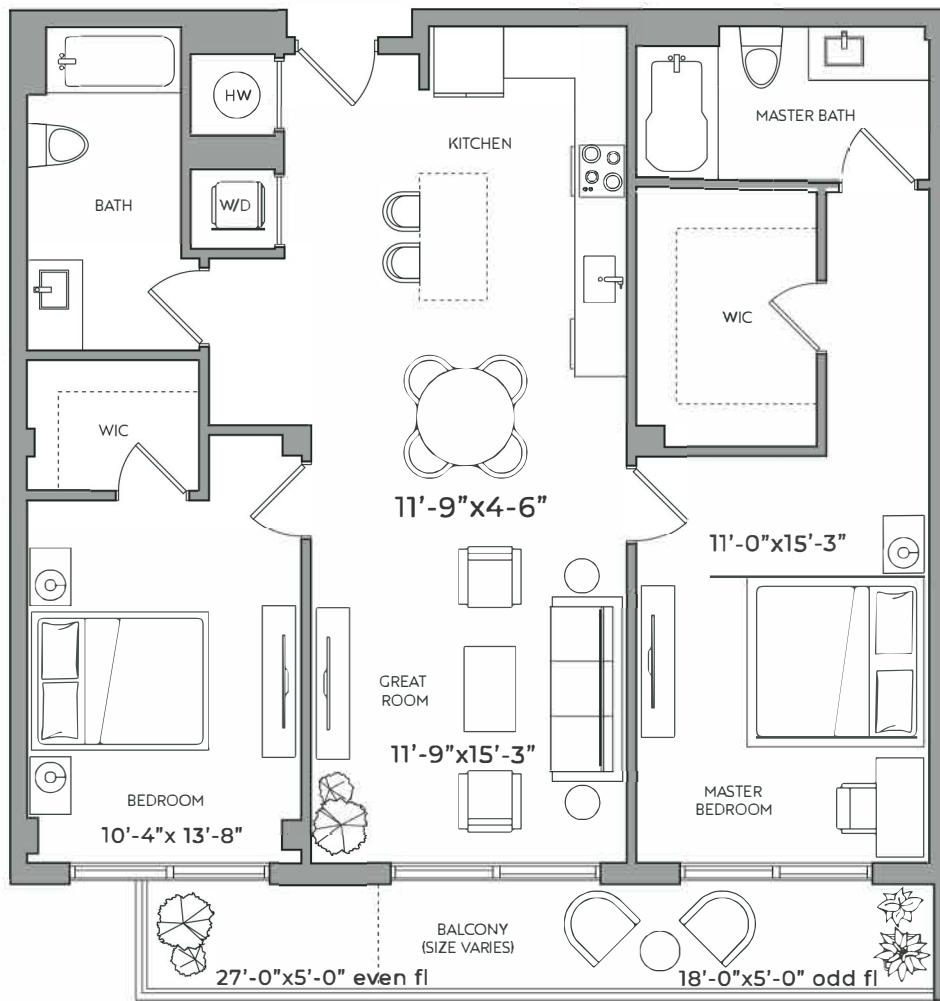 HW
KITCHEN
MASTER BATH
BATH
W/D
WIC
WIC
11'-9"x4-6"
11'-0"x15'-3"
GREAT
ROOM
11'-9"x15'-3"
BEDROOM
10'-4"x 13'-8"
MASTER
BEDROOM
BALCONY
(SIZE VARIES)
27'-0"x5'-0" even fl
18'-0"x5'-0" odd fl